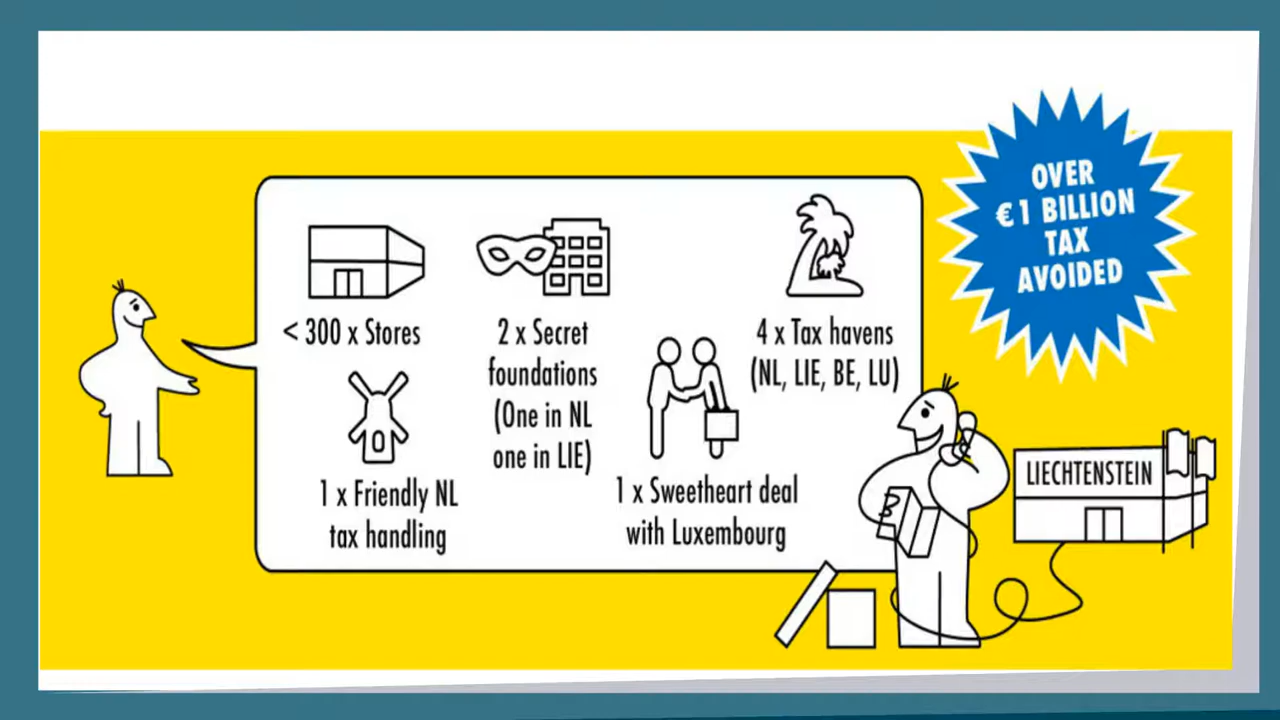 < 300 x Stores
1 x Friendly NL
tax handling
2 x Secret
foundations
(One in NL
one in LIE)
1 x Sweetheart deal
with Luxembourg
4 x Tax havens
(NL, LIE, BE, LU)
OVER
€1 BILLION
TAX
AVOIDED
LIECHTENSTEIN